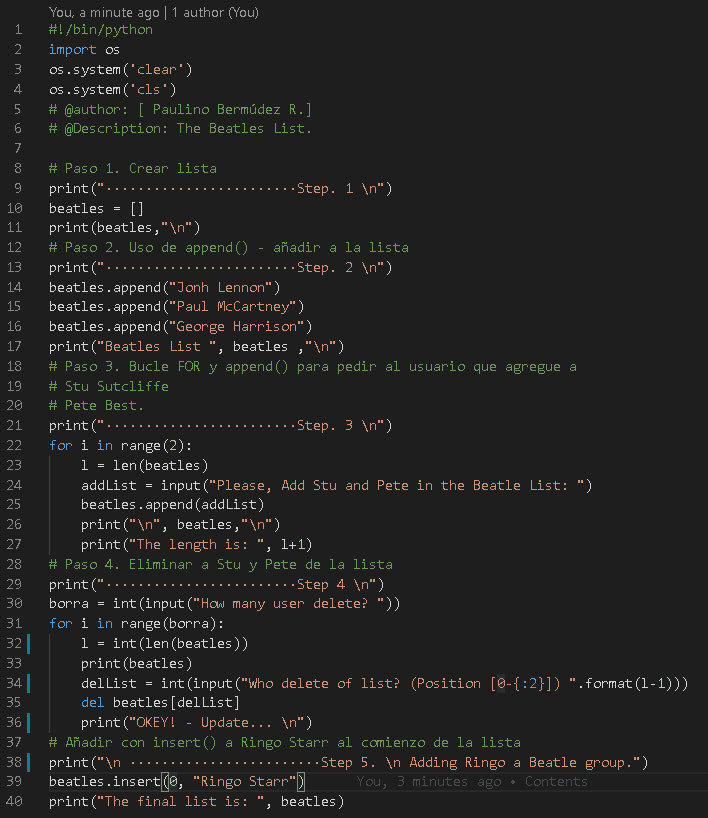 You, a minute ago | 1 author (You)
1 #!/bin/python
2 import os
3 os.system('clear')
4 os.system('cls')
5 # @author: [ Paulino Bermúdez R.]
6 # @Description: The Beatles List.
7
8 # Paso 1. Crear lista
9 print("························Step. 1 \n")
10 beatles = []
11 print(beatles,"\n")
12 # Paso 2. Uso de append() - añadir a la lista
13 print("························Step. 2 \n")
14 beatles.append("Jonh Lennon")
15 beatles.append("Paul McCartney")
16 beatles.append("George Harrison")
17 print("Beatles List ", beatles ,"\n")
18 # Paso 3. Bucle FOR y append() para pedir al usuario que agregue a
19 # Stu Sutcliffe
20 # Pete Best.
21 print("························Step. 3 \n")
22 for i in range(2):
23     l = len(beatles)
24     addList = input("Please, Add Stu and Pete in the Beatle List: ")
25     beatles.append(addList)
26     print("\n", beatles,"\n")
27     print("The length is: ", l+1)
28 # Paso 4. Eliminar a Stu y Pete de la lista
29 print("························Step 4 \n")
30 borra = int(input("How many user delete? "))
31 for i in range(borra):
32     l = int(len(beatles))
33     print(beatles)
34     delList = int(input("Who delete of list? (Position [0-{:2}]) ".format(l-1)))
35     del beatles[delList]
36     print("OKEY! - Update... \n")
37 # Añadir con insert() a Ringo Starr al comienzo de la lista
38 print("\n ························Step 5. \n Adding Ringo a Beatle group.")
39 beatles.insert(0, "Ringo Starr") You, 3 minutes ago • Contents
40 print("The final list is: ", beatles)